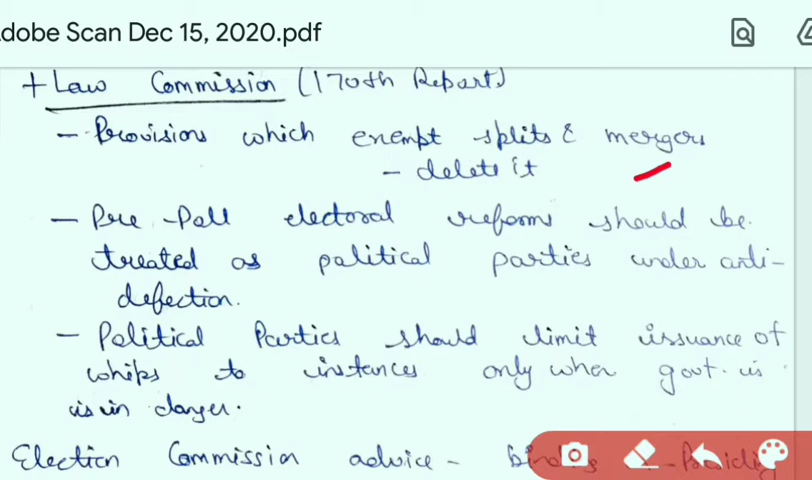 dobe Scan Dec 15, 2020.pdf
+ Law Commission (170th Report)
- Provisions which exempt splits & mergers
- delete it
- Pre-Poll electoral reforms should be
treated as political parties under anti-
defection.
- Political Parties should limit issuance of
whips to instances only when govt. is
is in danger.
Election Commission advice -